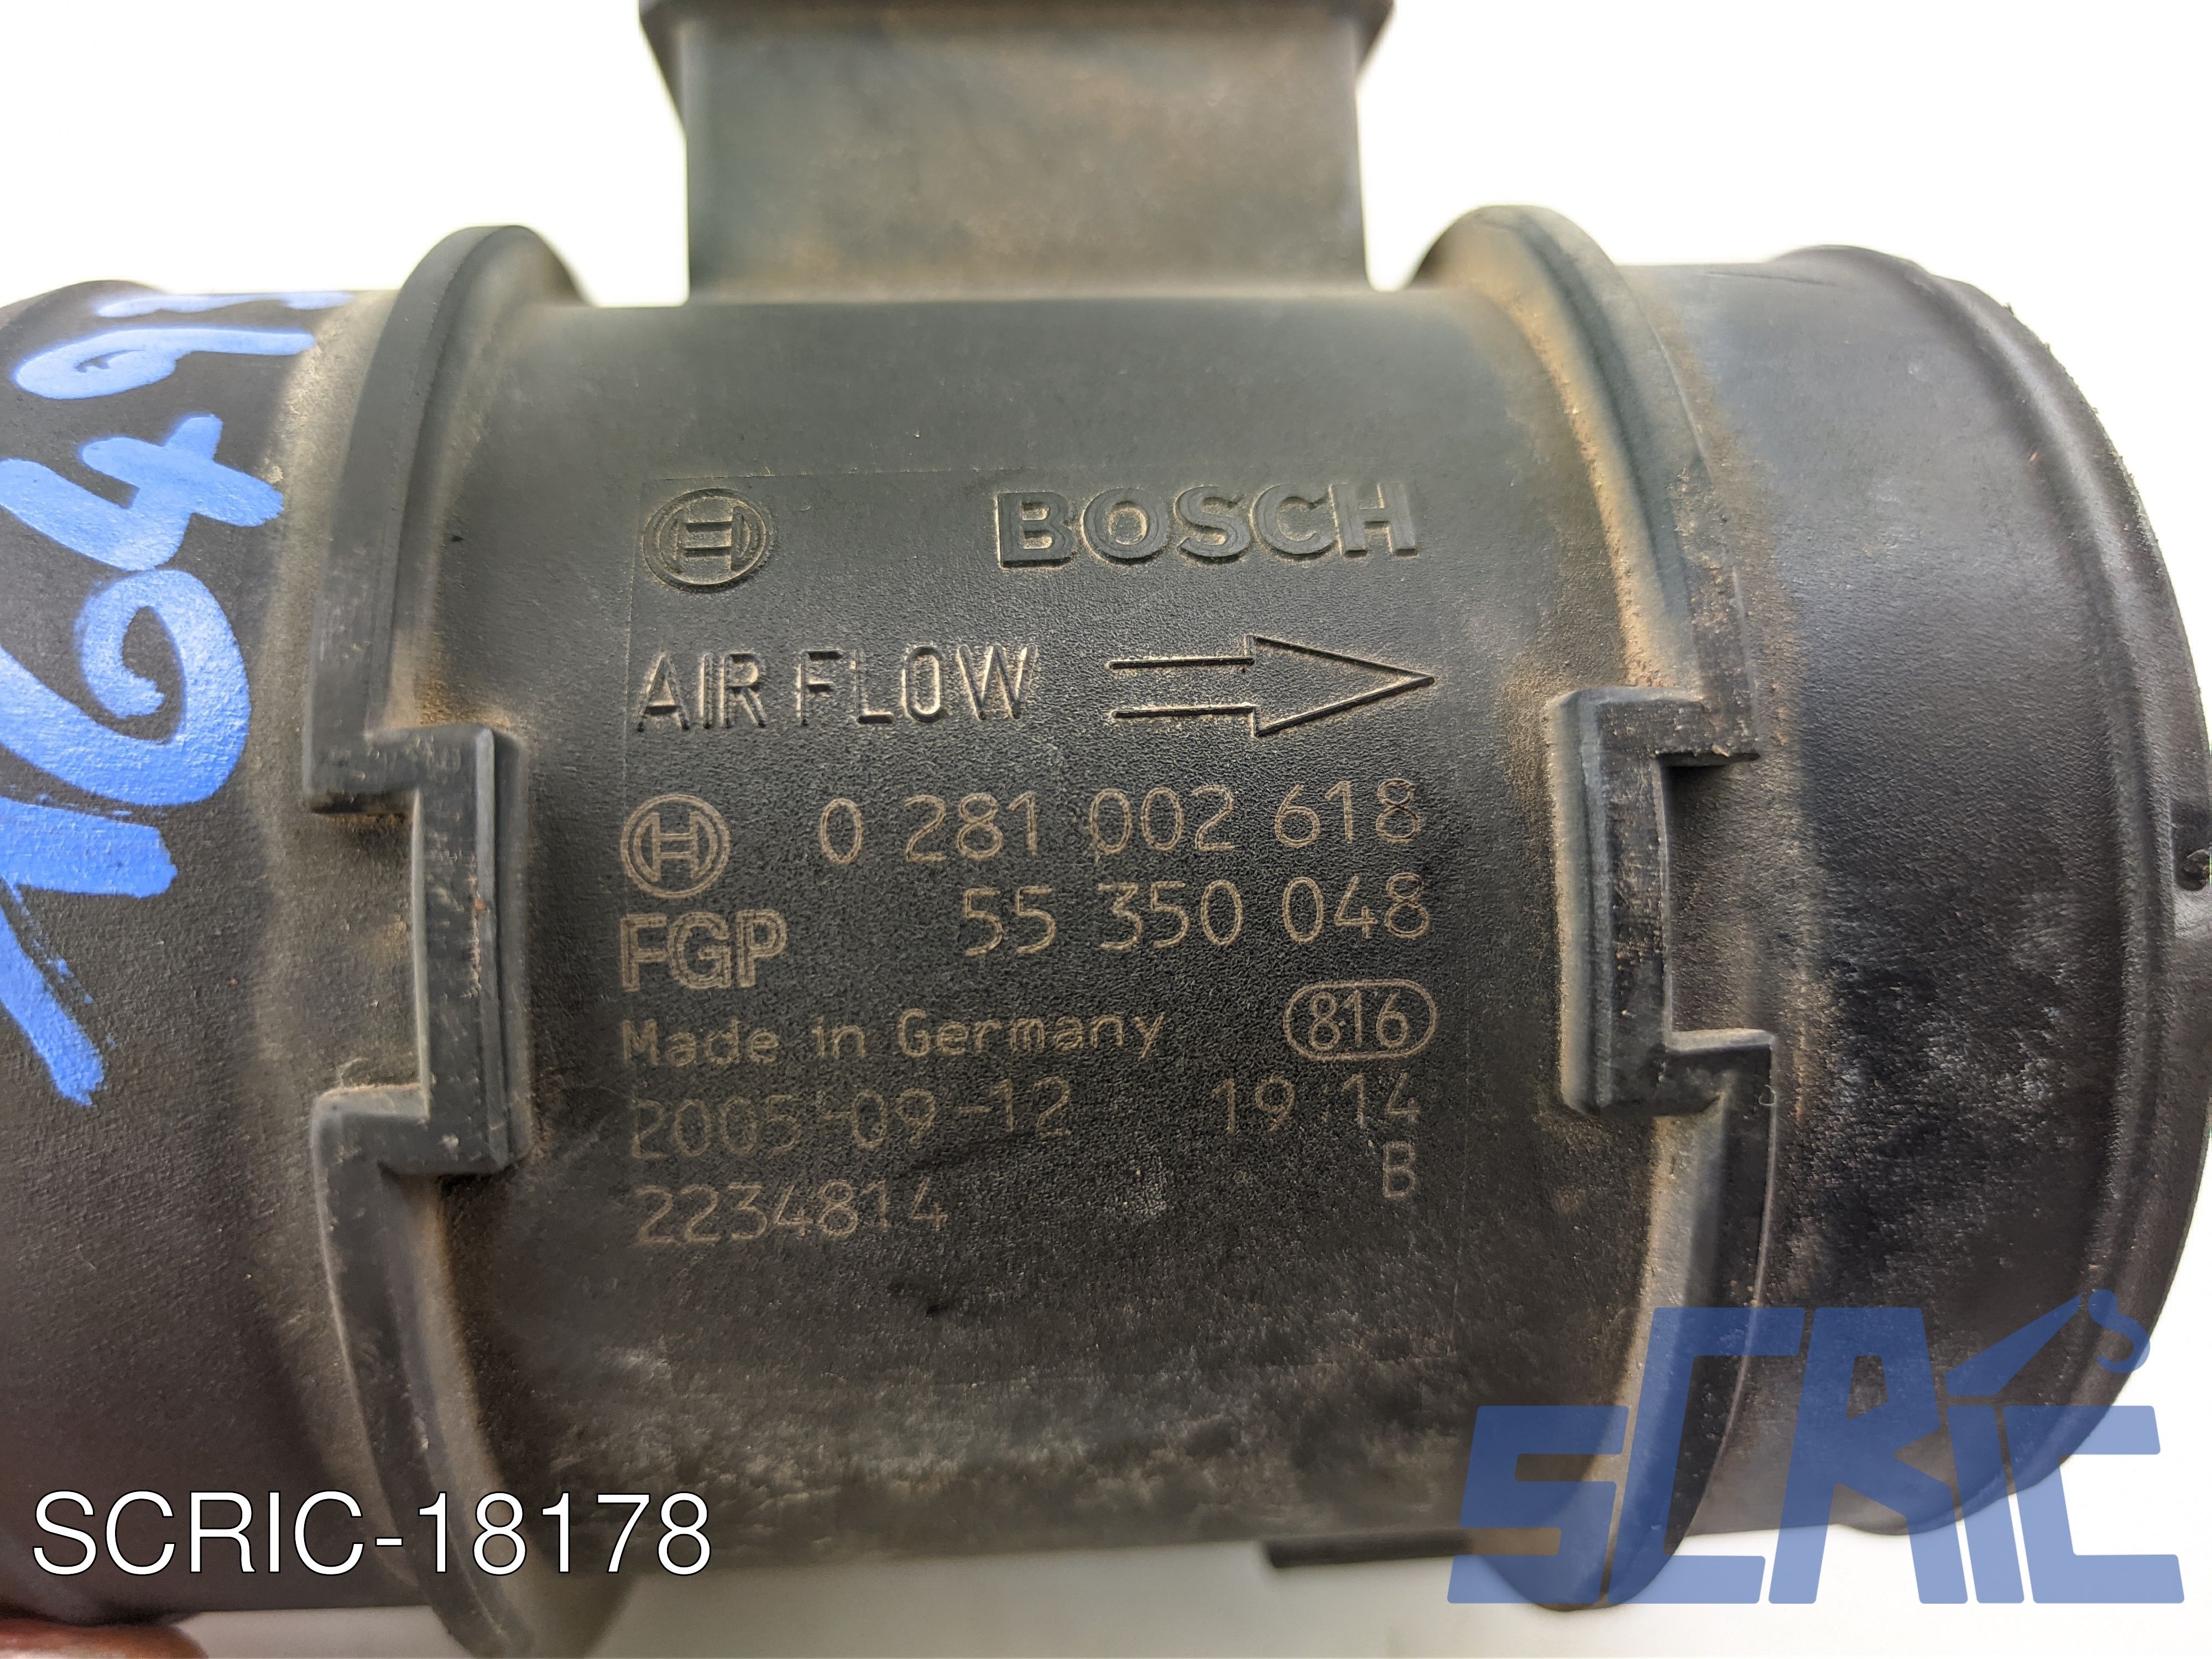 BOSCH
AIR FLOW
0 281 002 618
FGP 55 350 048
Made in Germany 816
2005-09-12 19:14
2234814 B
SCRIC-18178
SCRIC